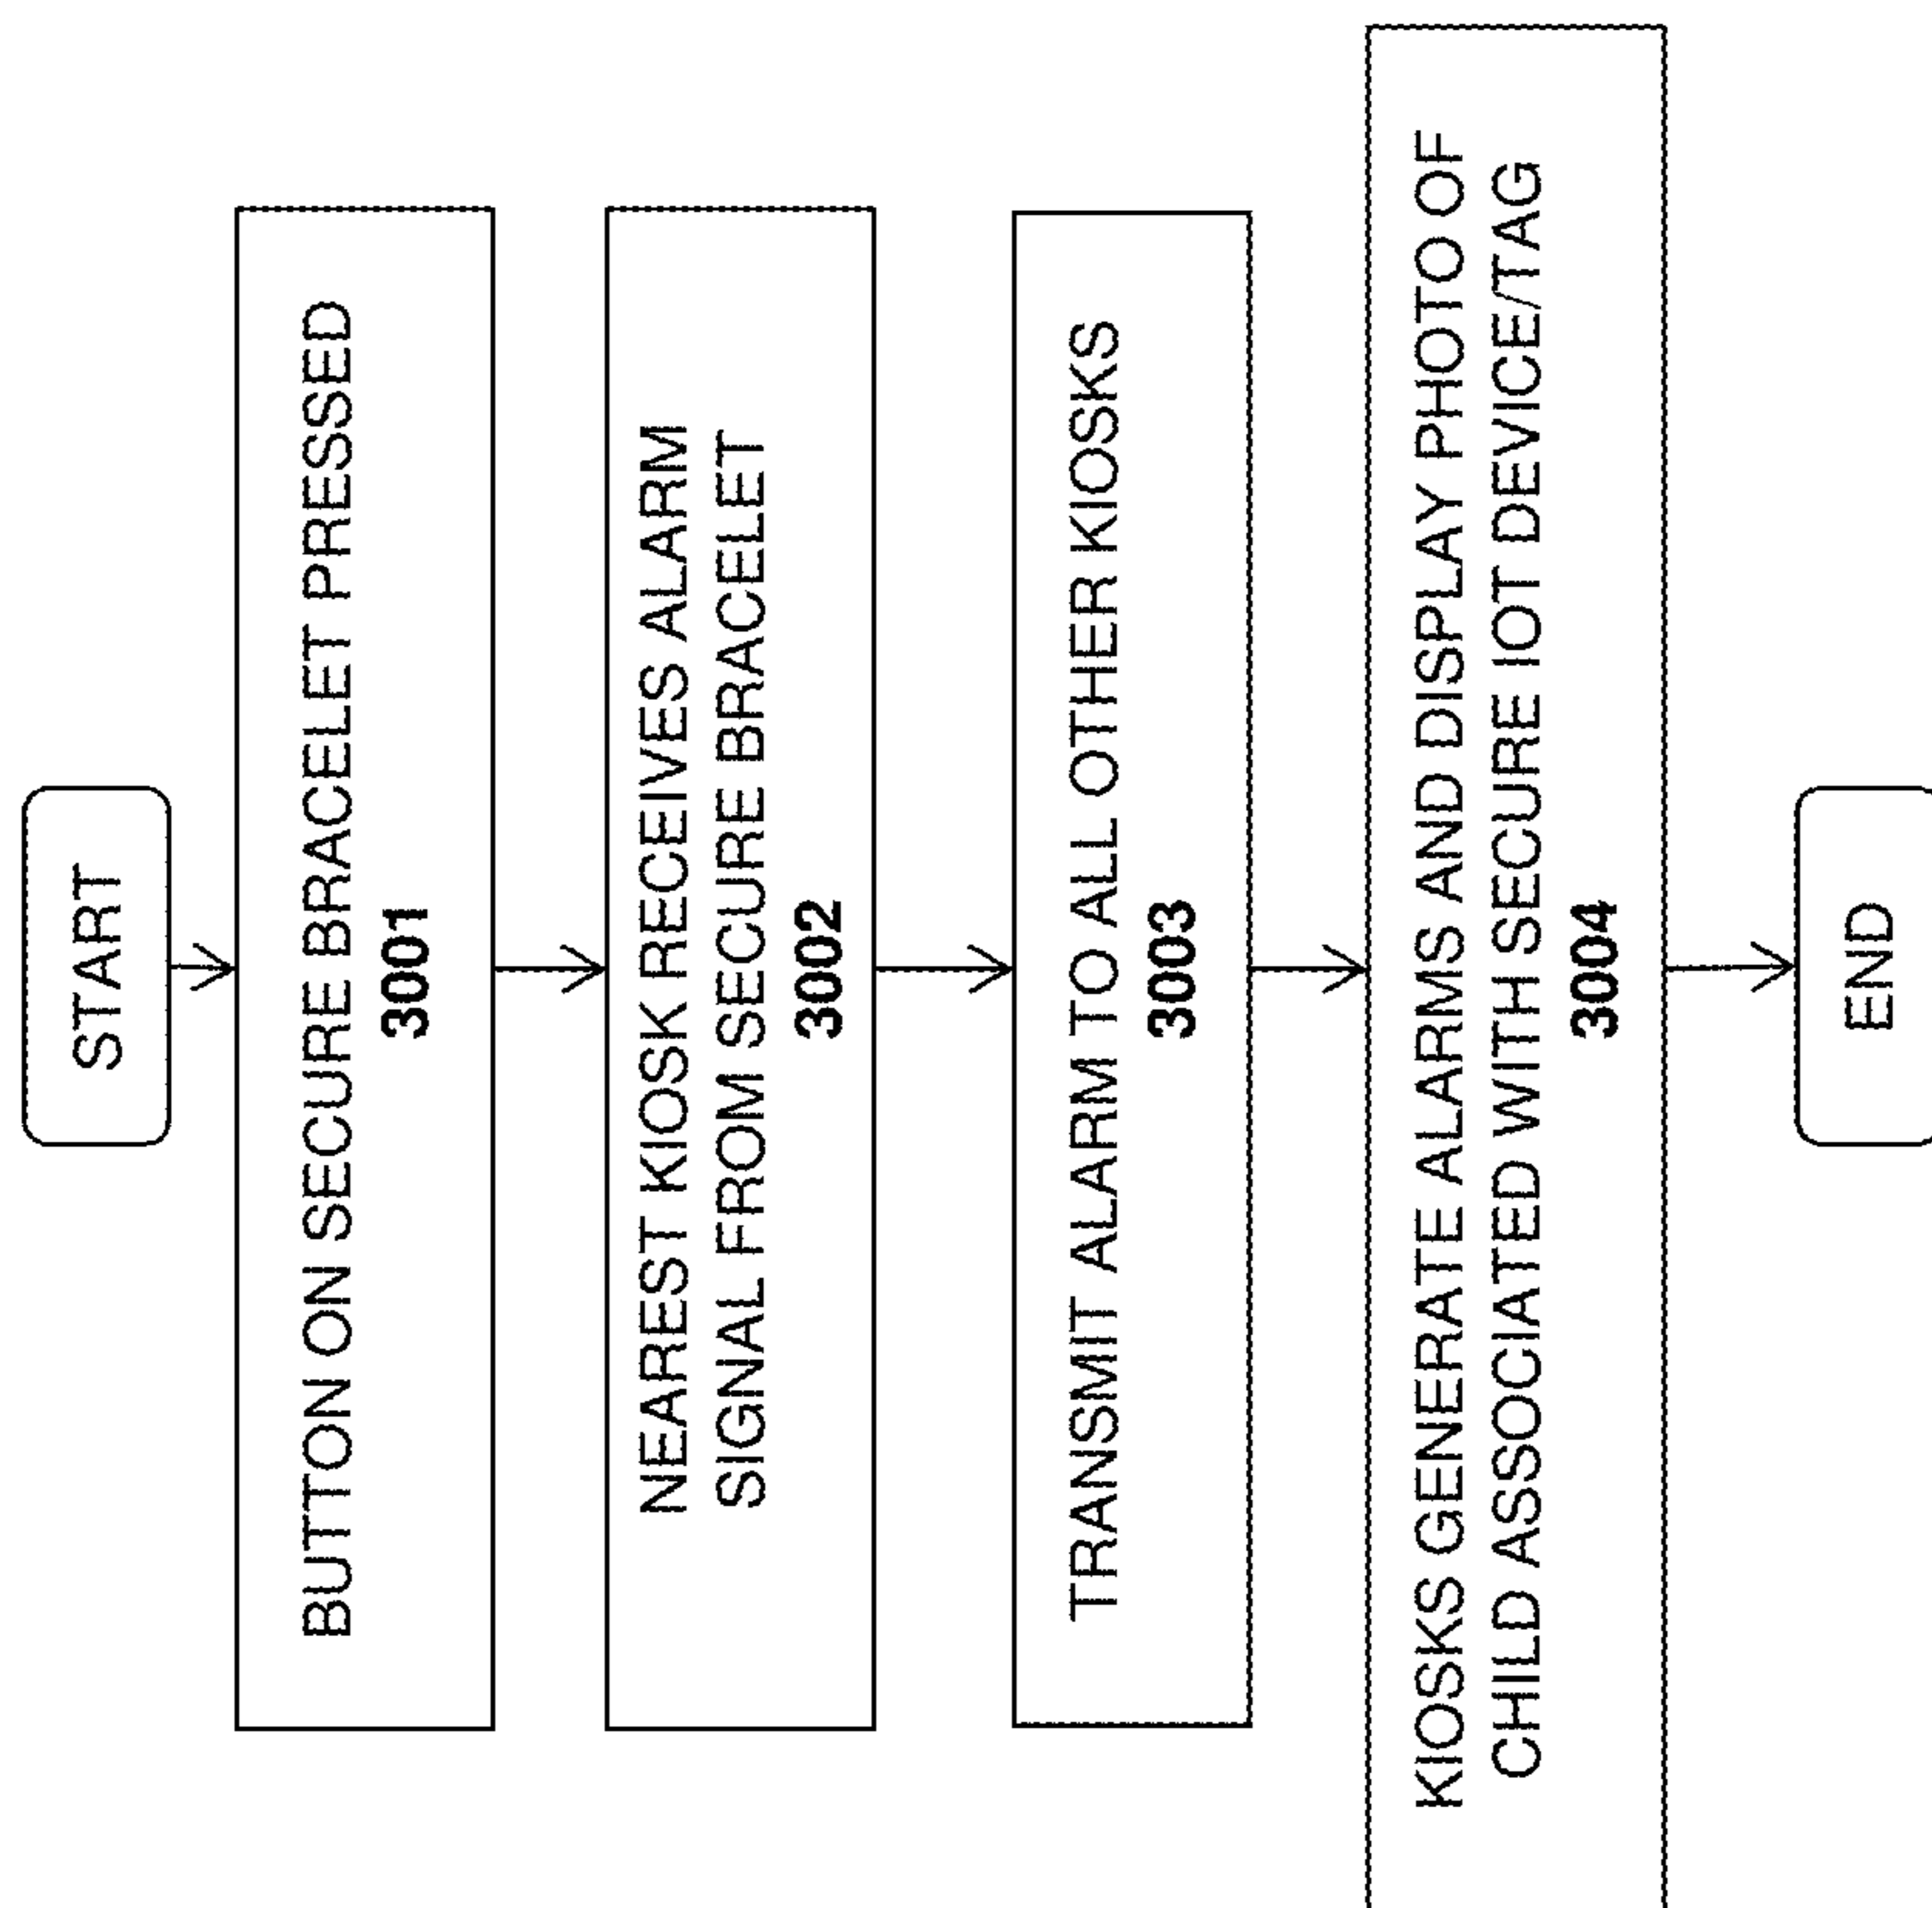 START
BUTTON ON SECURE BRACELET PRESSED
3001
NEAREST KIOSK RECEIVES ALARM
SIGNAL FROM SECURE BRACELET
3002
TRANSMIT ALARM TO ALL OTHER KIOSKS
3003
KIOSKS GENERATE ALARMS AND DISPLAY PHOTO OF
CHILD ASSOCIATED WITH SECURE IOT DEVICE/TAG
3004
END